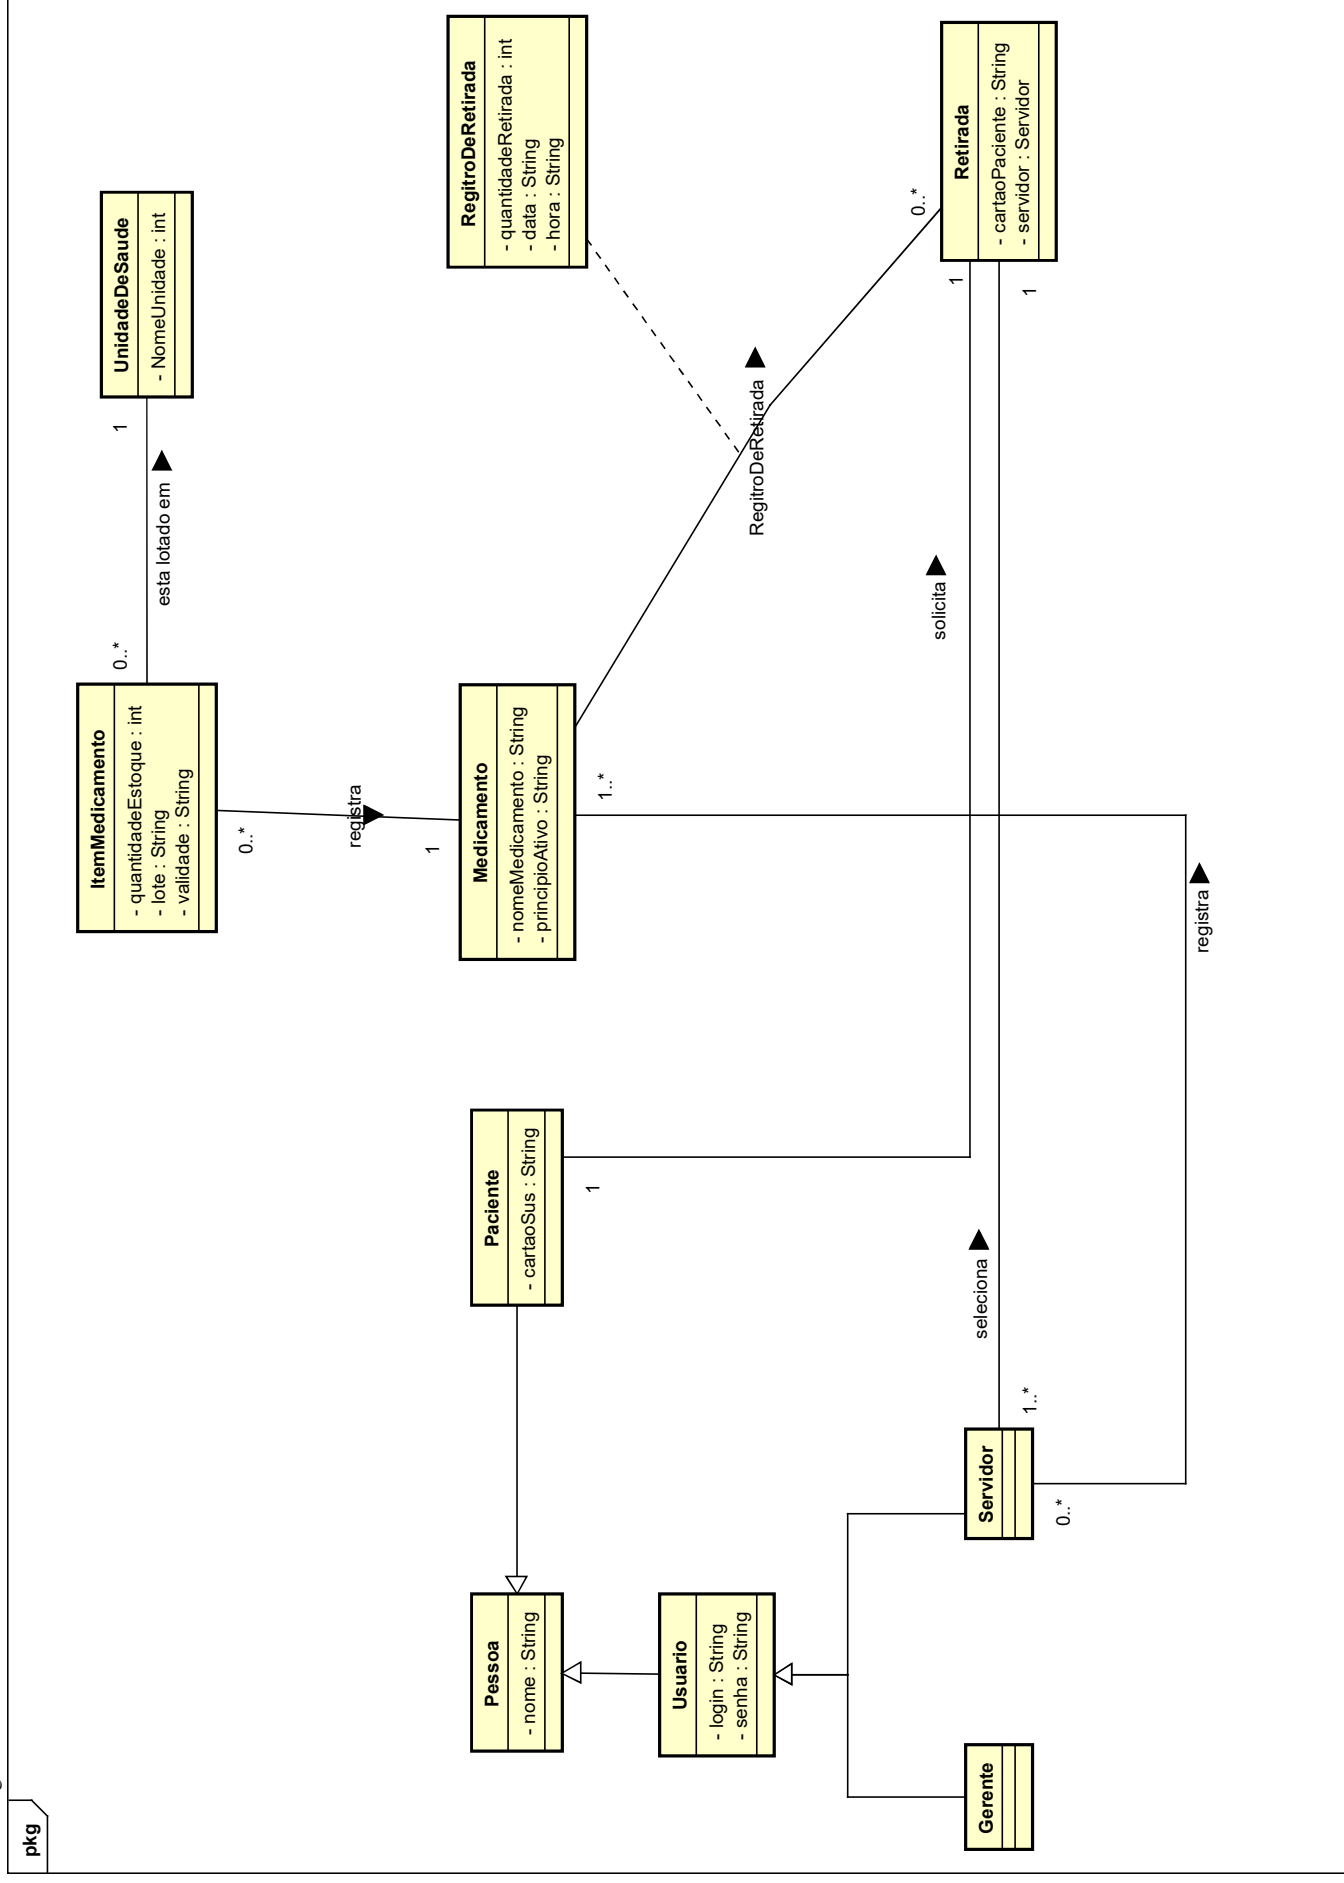 pkg
Pessoa
- nome : String
Paciente
- cartaoSus : String
Usuario
- login : String
- senha : String
Gerente
Servidor
ItemMedicamento
- quantidadeEstoque : int
- lote : String
- validade : String
UnidadeDeSaude
- NomeUnidade : int
0..*
1
esta lotado em
0..*
registra
1
Medicamento
- nomeMedicamento : String
- principioAtivo : String
1..*
RegitroDeRetirada
- quantidadeRetirada : int
- data : String
- hora : String
RegitroDeRetirada
0..*
Retirada
- cartaoPaciente : String
- servidor : Servidor
1
solicita
1
1..*
seleciona
1
0..*
registra